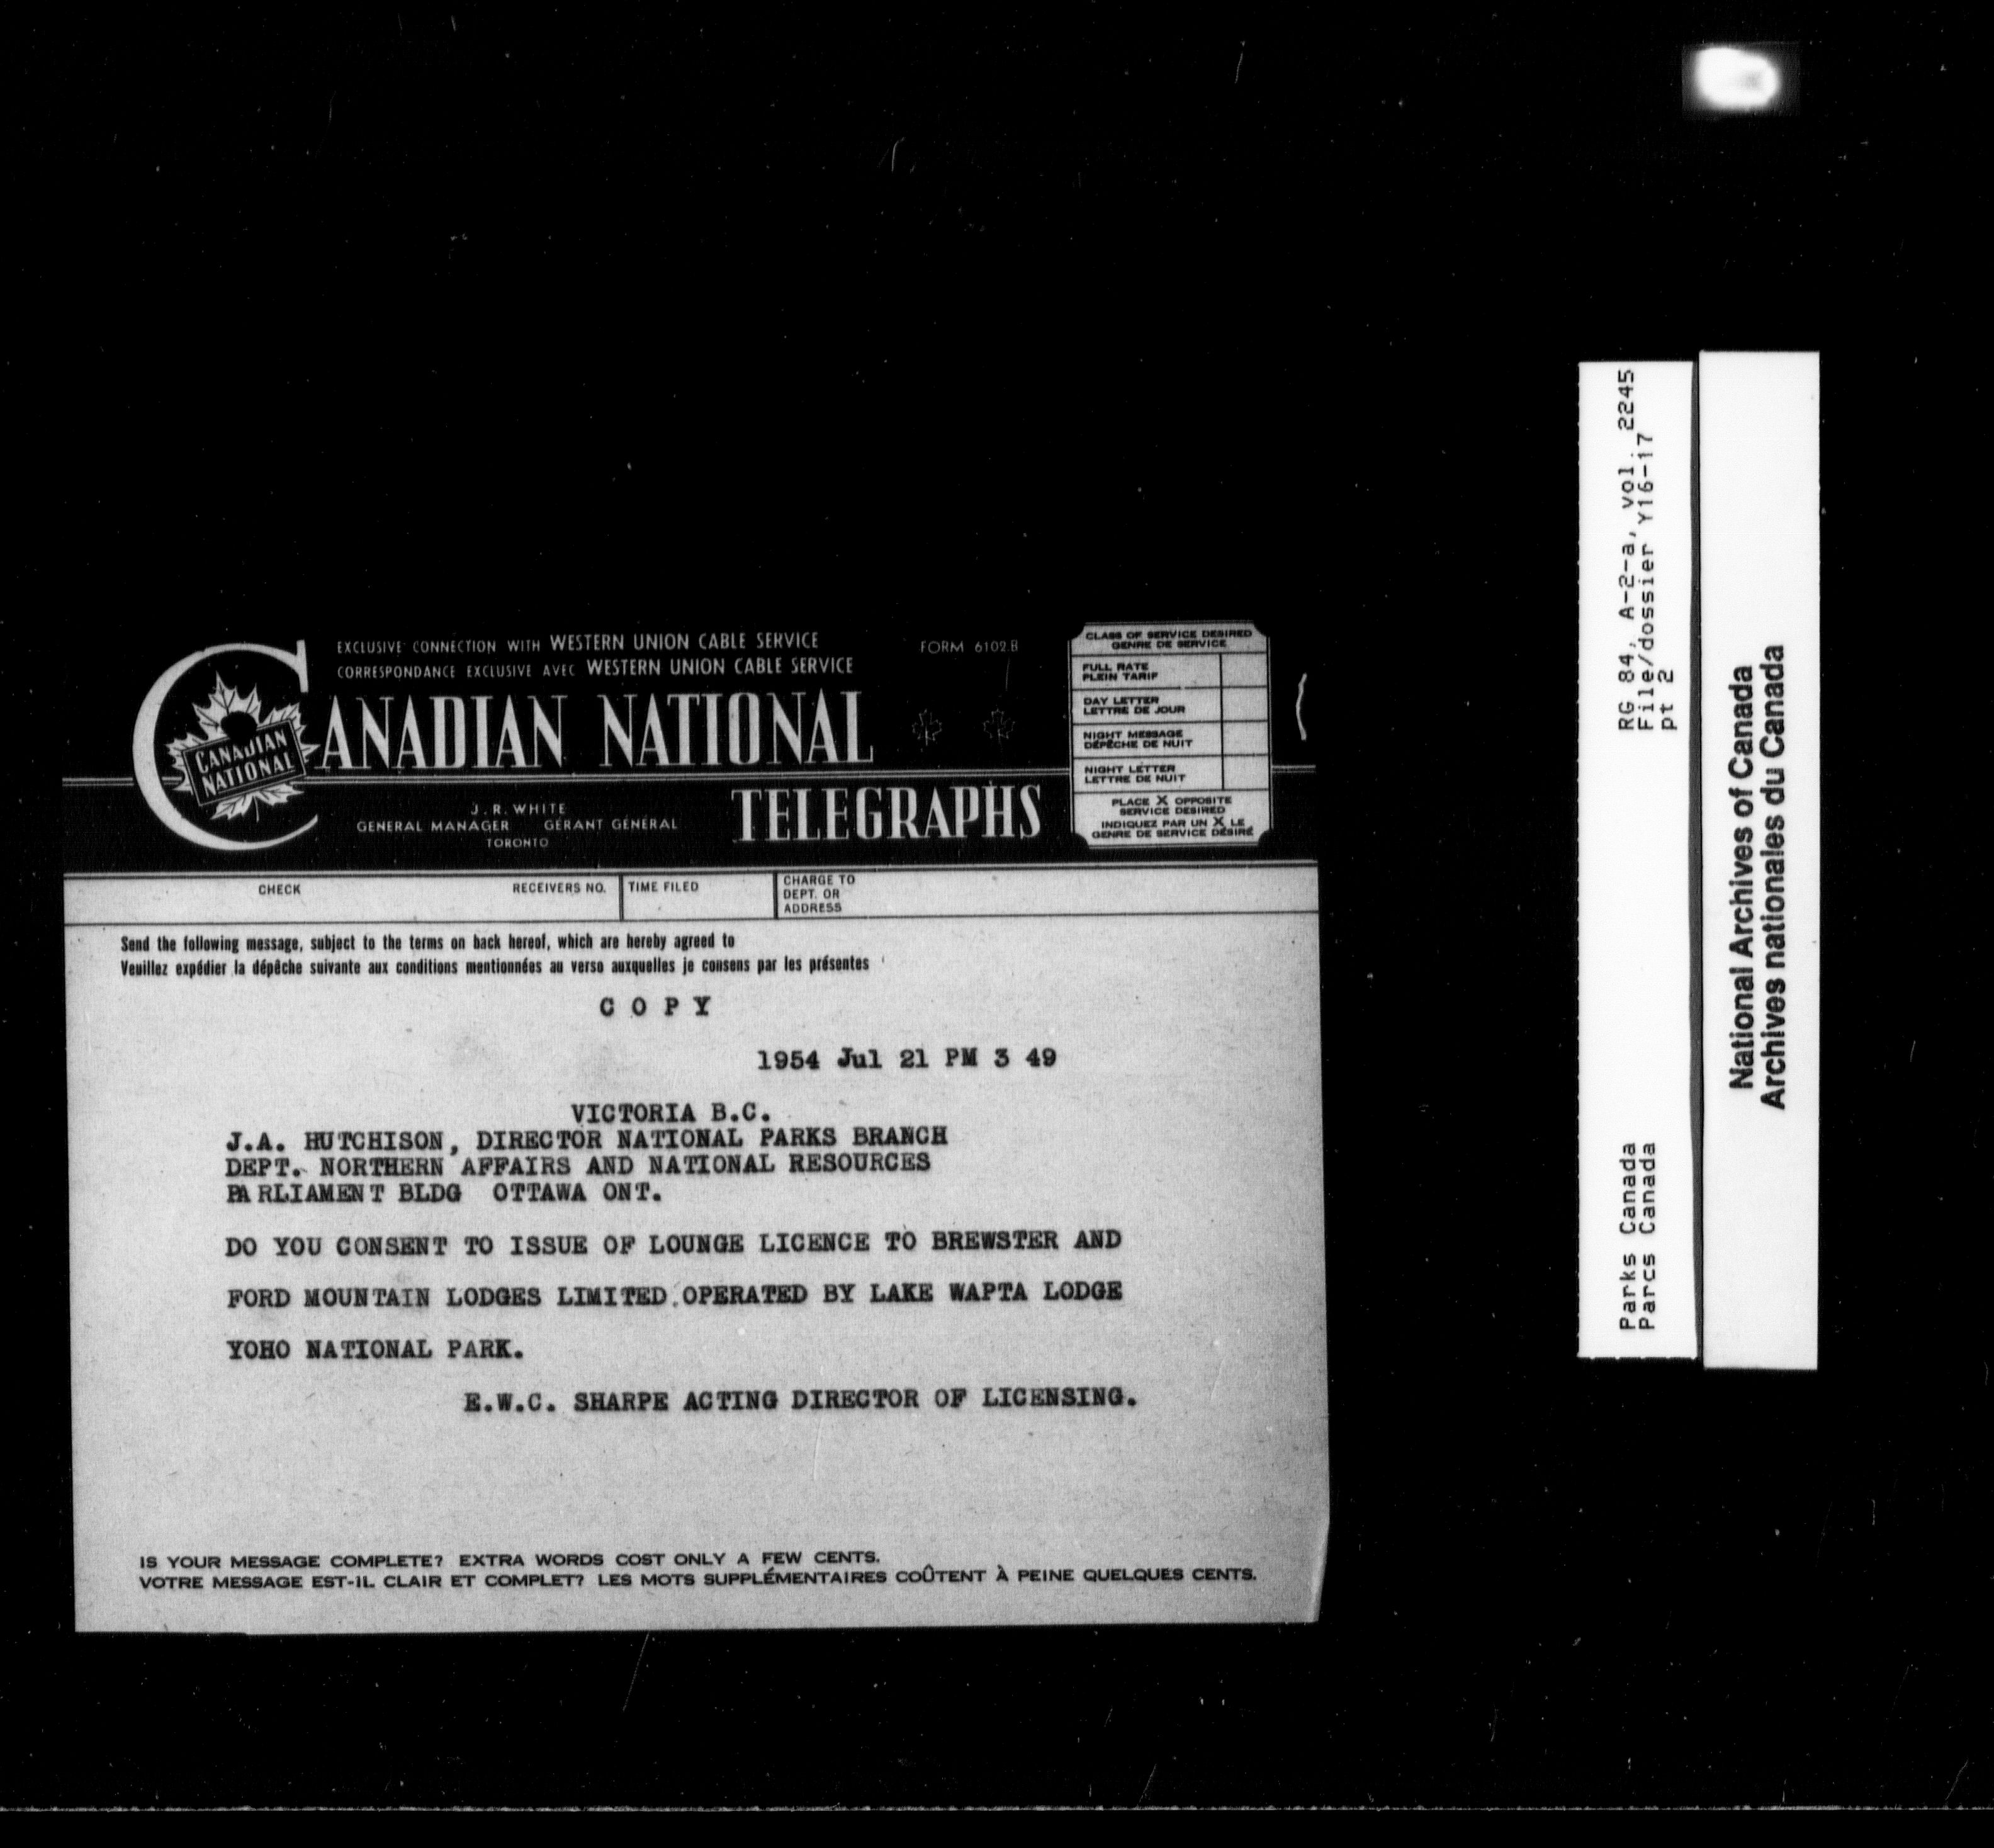 EXCLUSIVE CONNECTION WITH WESTERN UNION CABLE SERVICE
CORRESPONDANCE EXCLUSIVE AVEC WESTERN UNION CABLE SERVICE
FORM 6102 B
CANADIAN NATIONAL
CANADIAN
NATIONAL
TELEGRAPHS
J. R. WHITE
GENERAL MANAGER GÉRANT GÉNÉRAL
TORONTO
CLASS OF SERVICE DESIRED
GENRE DE SERVICE
FULL RATE
PLEIN TARIF
DAY LETTER
LETTRE DE JOUR
NIGHT MESSAGE
DÉPÊCHE DE NUIT
NIGHT LETTER
LETTRE DE NUIT
PLACE X OPPOSITE
SERVICE DESIRED
INDIQUEZ PAR UN X LE
GENRE DE SERVICE DÉSIRÉ
CHECK
RECEIVERS NO.
TIME FILED
CHARGE TO
DEPT. OR
ADDRESS
Send the following message, subject to the terms on back hereof, which are hereby agreed to
Veuillez expédier la dépêche suivante aux conditions mentionnées au verso auxquelles je consens par les présentes
C O P Y
1954 Jul 21 PM 3 49
VICTORIA B.C.
J.A. HUTCHISON, DIRECTOR NATIONAL PARKS BRANCH
DEPT. NORTHERN AFFAIRS AND NATIONAL RESOURCES
PARLIAMENT BLDG OTTAWA ONT.
DO YOU CONSENT TO ISSUE OF LOUNGE LICENCE TO BREWSTER AND
FORD MOUNTAIN LODGES LIMITED.OPERATED BY LAKE WAPTA LODGE
YOHO NATIONAL PARK.
E.W.C. SHARPE ACTING DIRECTOR OF LICENSING.
IS YOUR MESSAGE COMPLETE? EXTRA WORDS COST ONLY A FEW CENTS.
VOTRE MESSAGE EST-IL CLAIR ET COMPLET? LES MOTS SUPPLÉMENTAIRES COÛTENT À PEINE QUELQUES CENTS.
Parks Canada
Parcs Canada
RG 84, A-2-a, vol. 2245
File/dossier Y16-17
pt 2
National Archives of Canada
Archives nationales du Canada